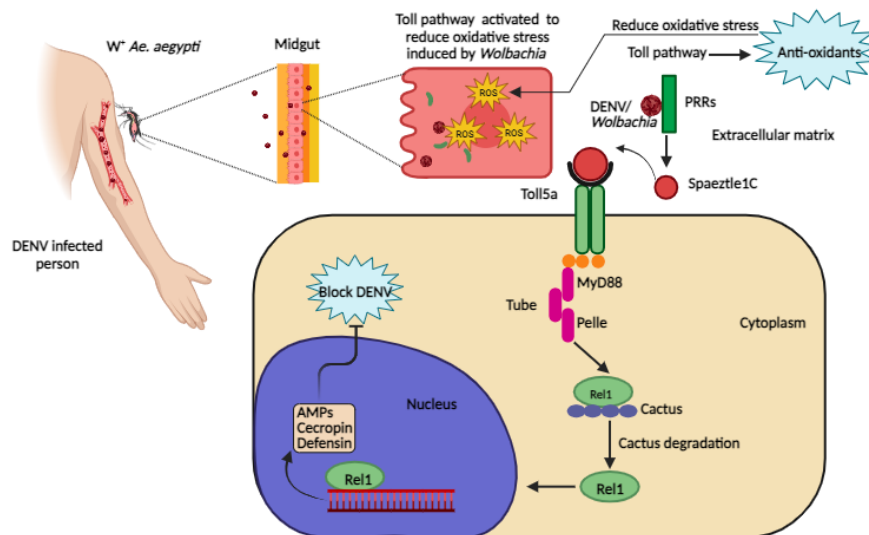 W⁺ Ae. aegypti
Midgut
Toll pathway activated to
reduce oxidative stress
induced by Wolbachia
Reduce oxidative stress
Toll pathway
Anti-oxidants
ROS
ROS
ROS
DENV/
Wolbachia
PRRs
Extracellular matrix
Spaeztle1C
Toll5a
DENV infected
person
MyD88
Tube
Pelle
Block DENV
Cytoplasm
Rel1
Cactus
Nucleus
AMPs
Cecropin
Defensin
Cactus degradation
Rel1
Rel1